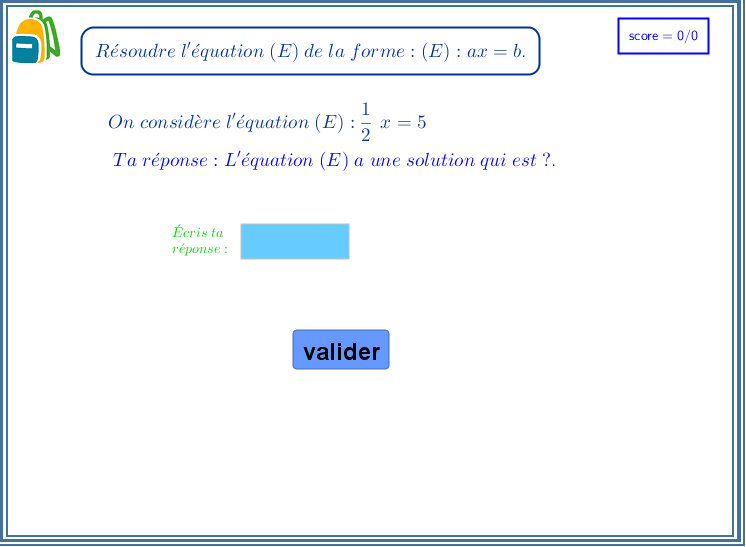 Résoudre l'équation (E) de la forme : (E) : ax = b.
score = 0/0
On considère l'équation (E) : 1/2 x = 5
Ta réponse : L'équation (E) a une solution qui est ?.
Écris ta
réponse :
valider